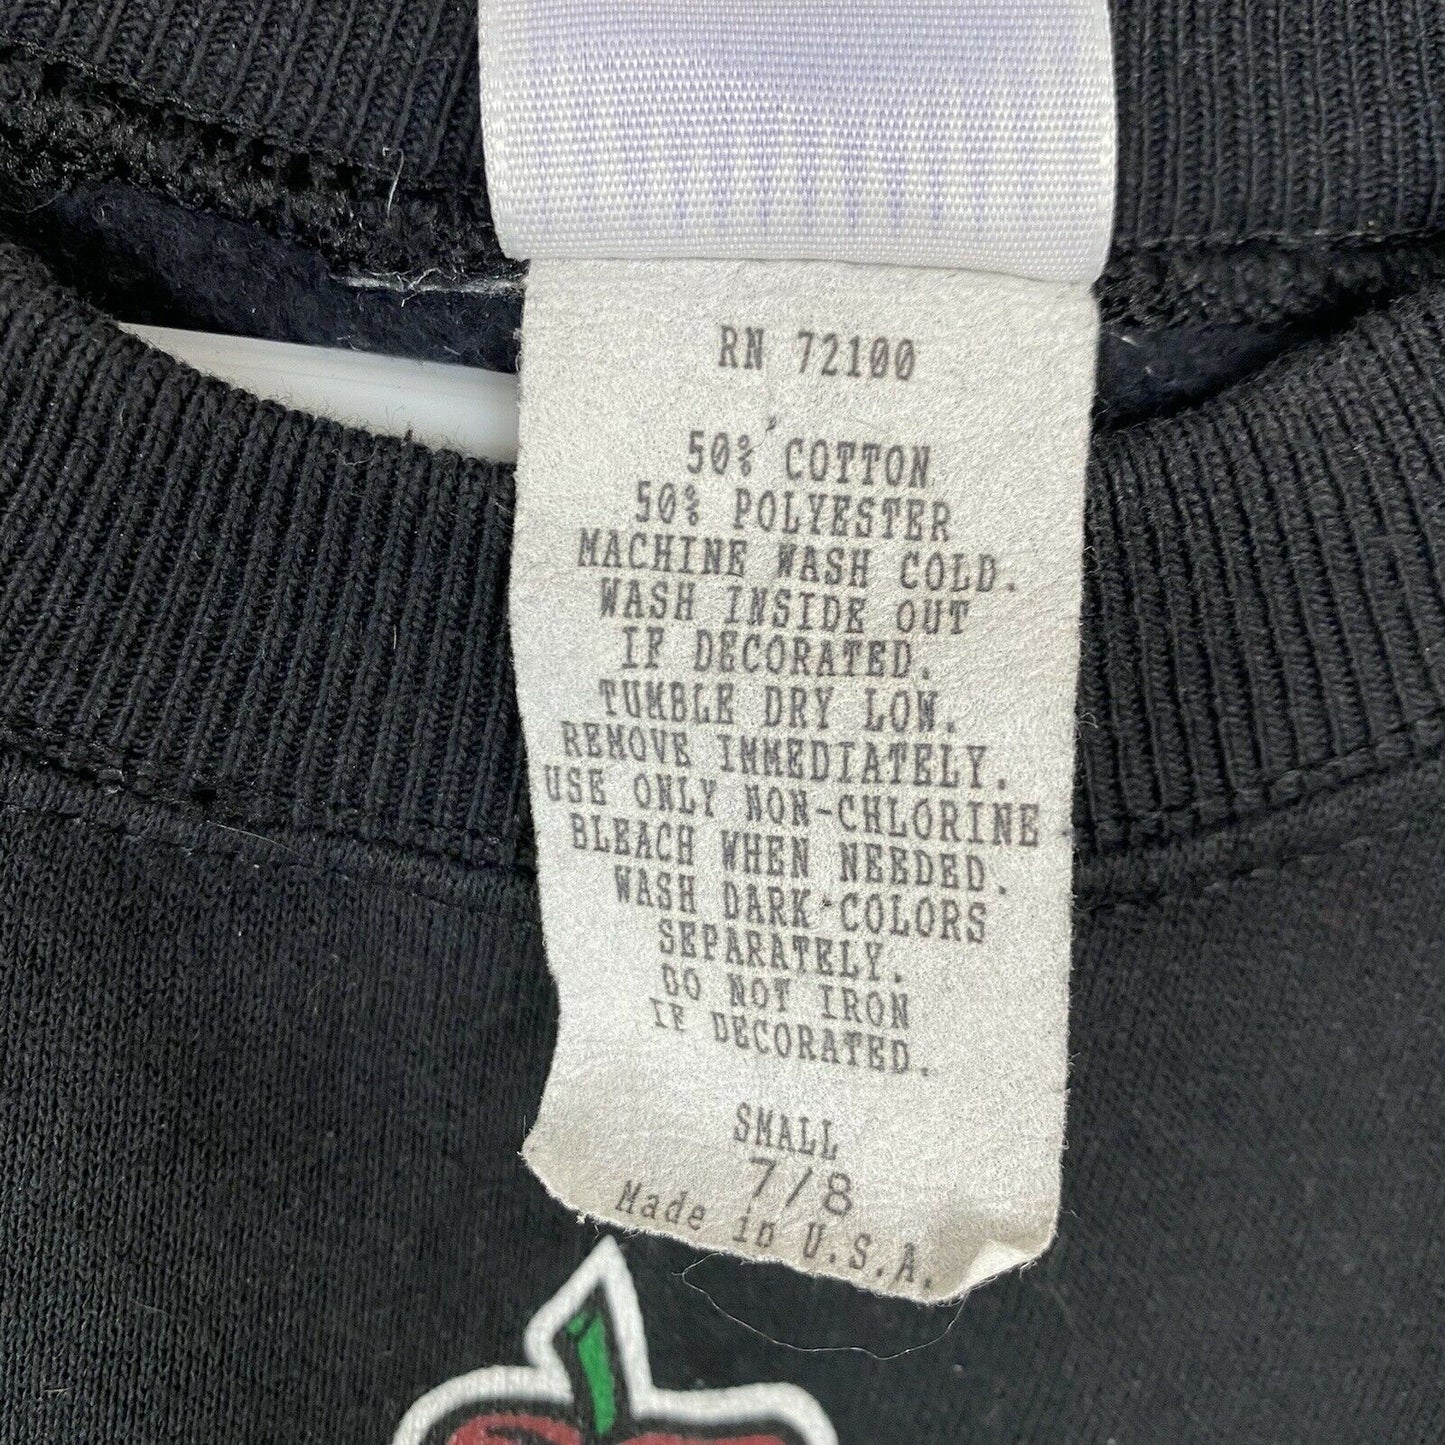 RN 72100
50% COTTON
50% POLYESTER
MACHINE WASH COLD.
WASH INSIDE OUT
IF DECORATED.
TUMBLE DRY LOW.
REMOVE IMMEDIATELY.
USE ONLY NON-CHLORINE
BLEACH WHEN NEEDED.
WASH DARK COLORS
SEPARATELY.
DO NOT IRON
IF DECORATED.
SMALL
7/8
Made in U.S.A.